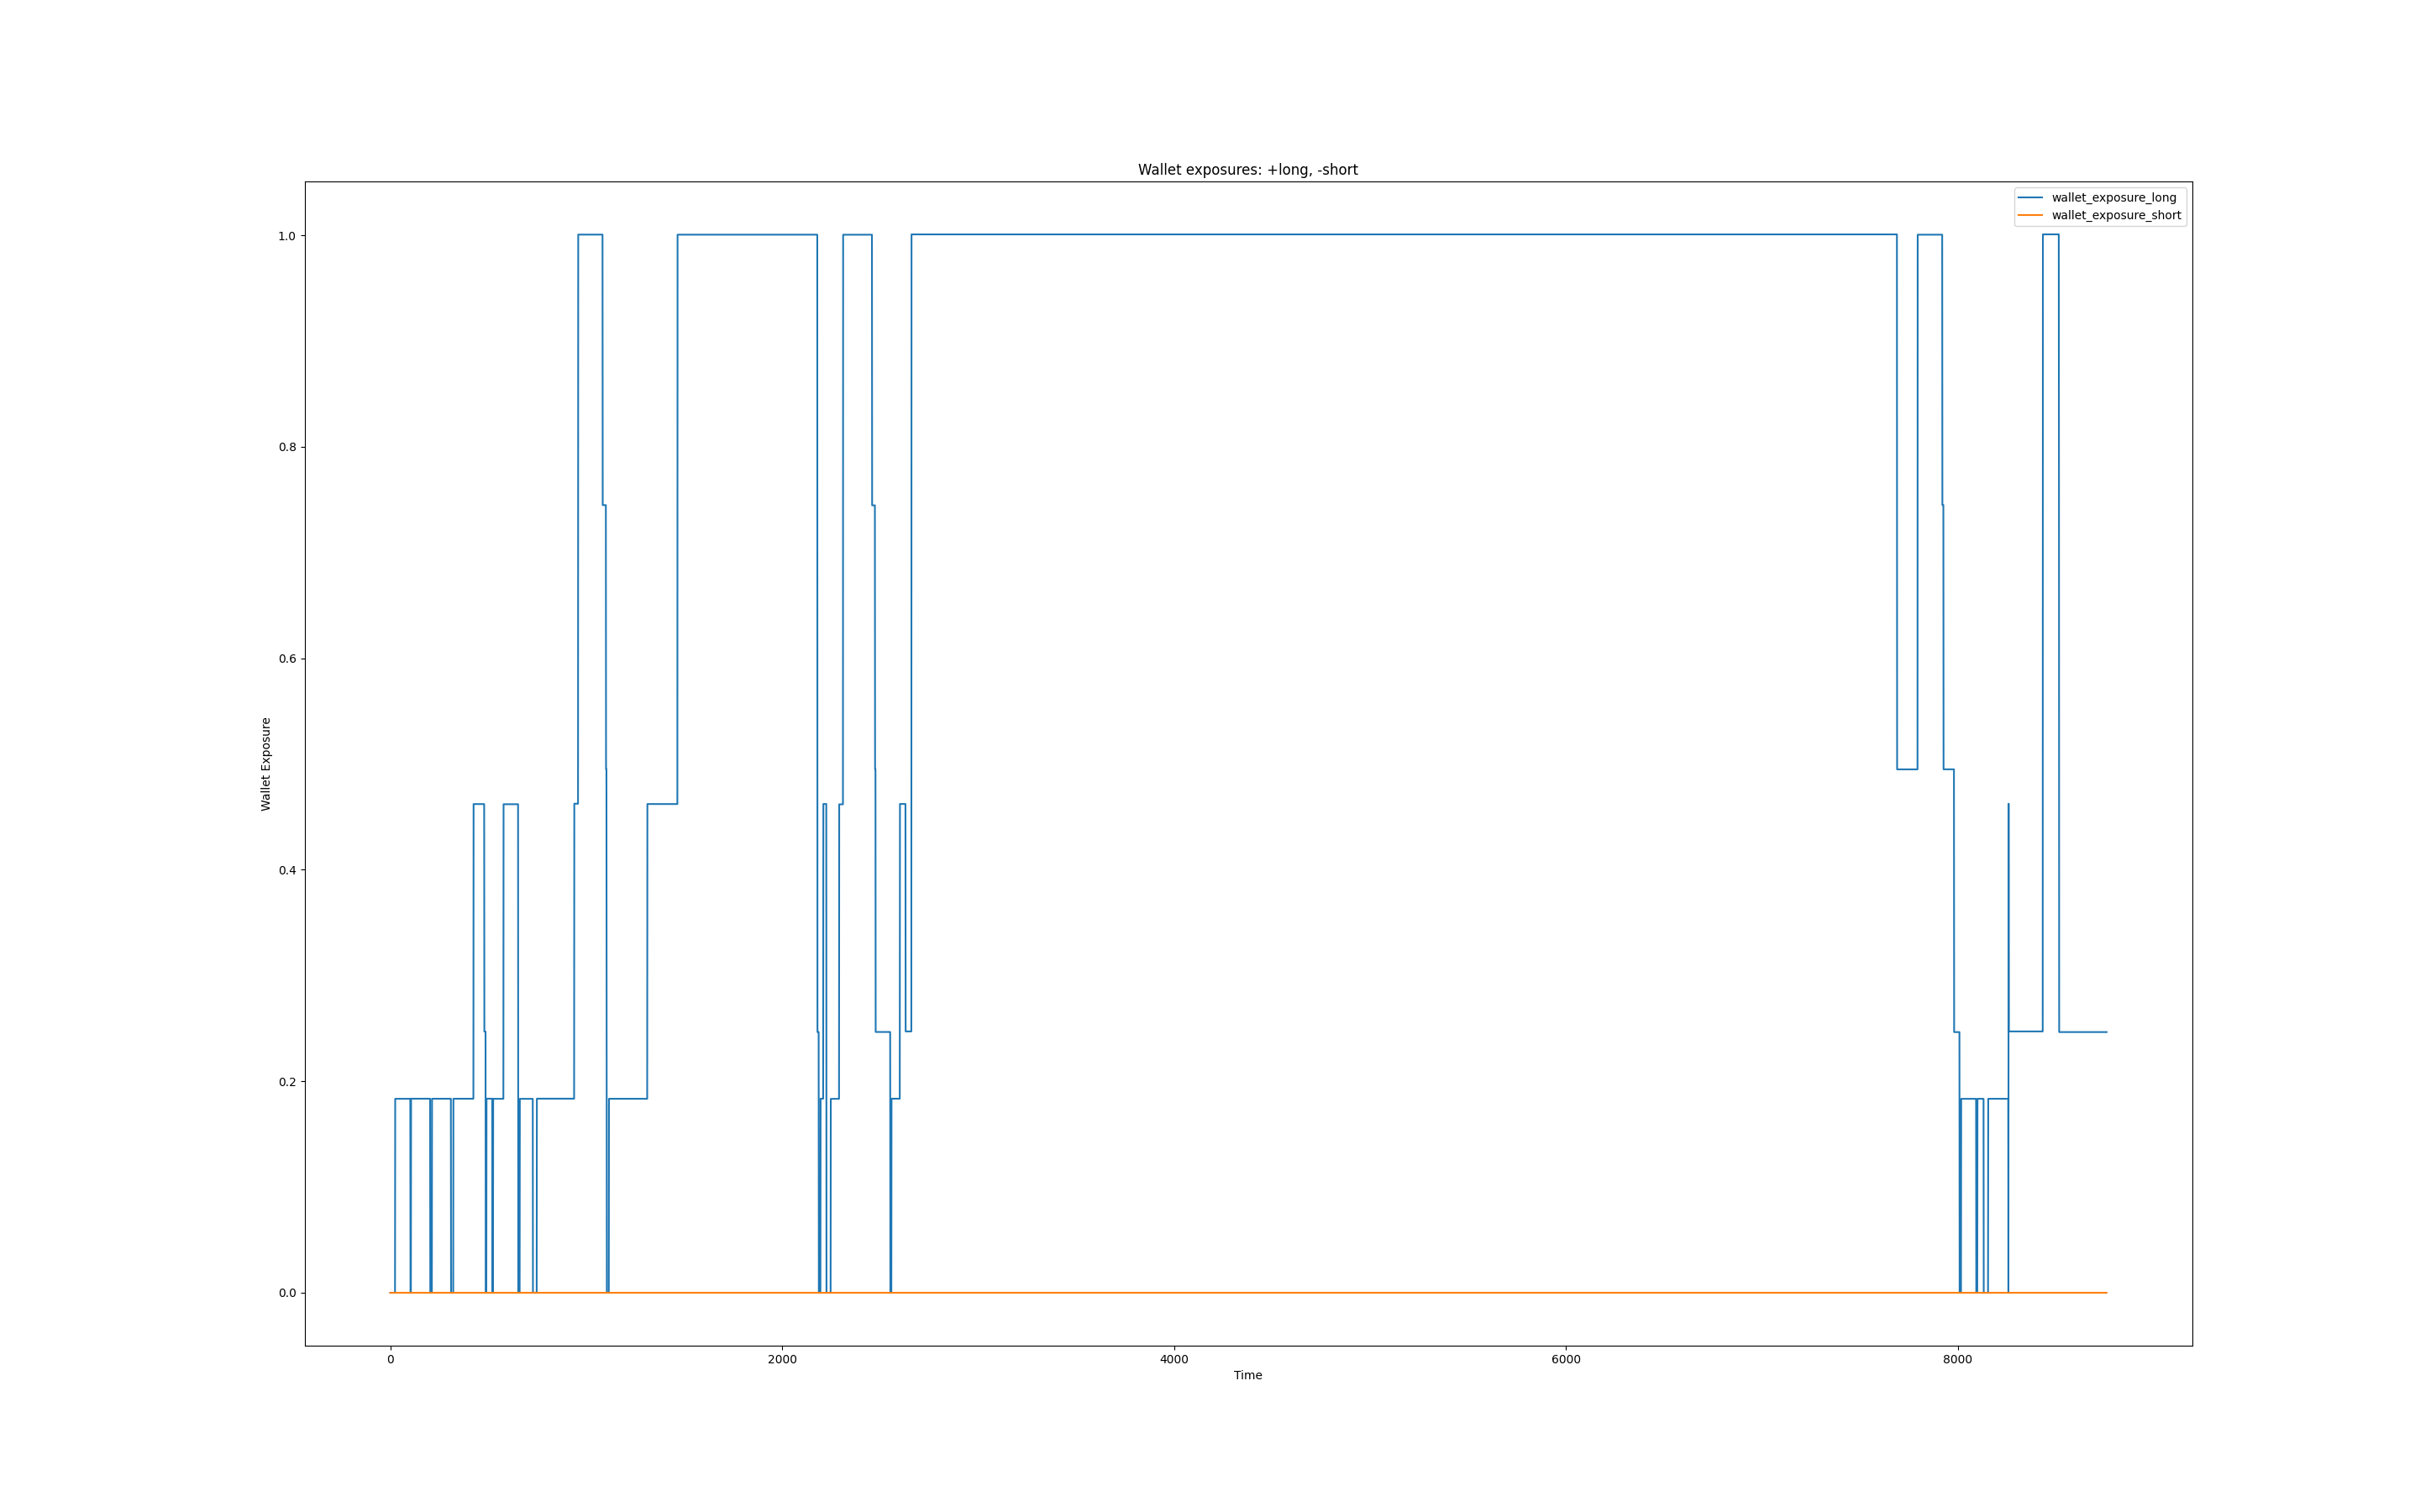 Wallet exposures: +long, -short
wallet_exposure_long
wallet_exposure_short
1.0
0.8
0.6
0.4
0.2
0.0
Wallet Exposure
0 2000 4000 6000 8000
Time